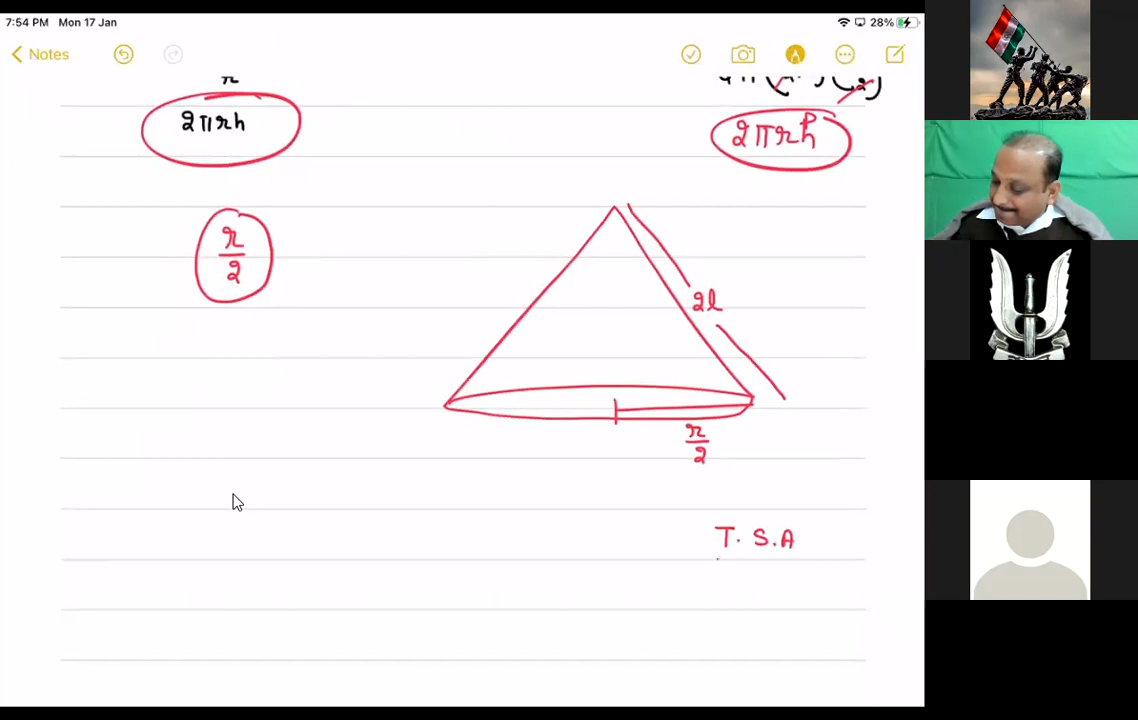 7:54 PM Mon 17 Jan
28%
Notes
2πrh
2πrh
r/2
2l
r/2
T. S.A